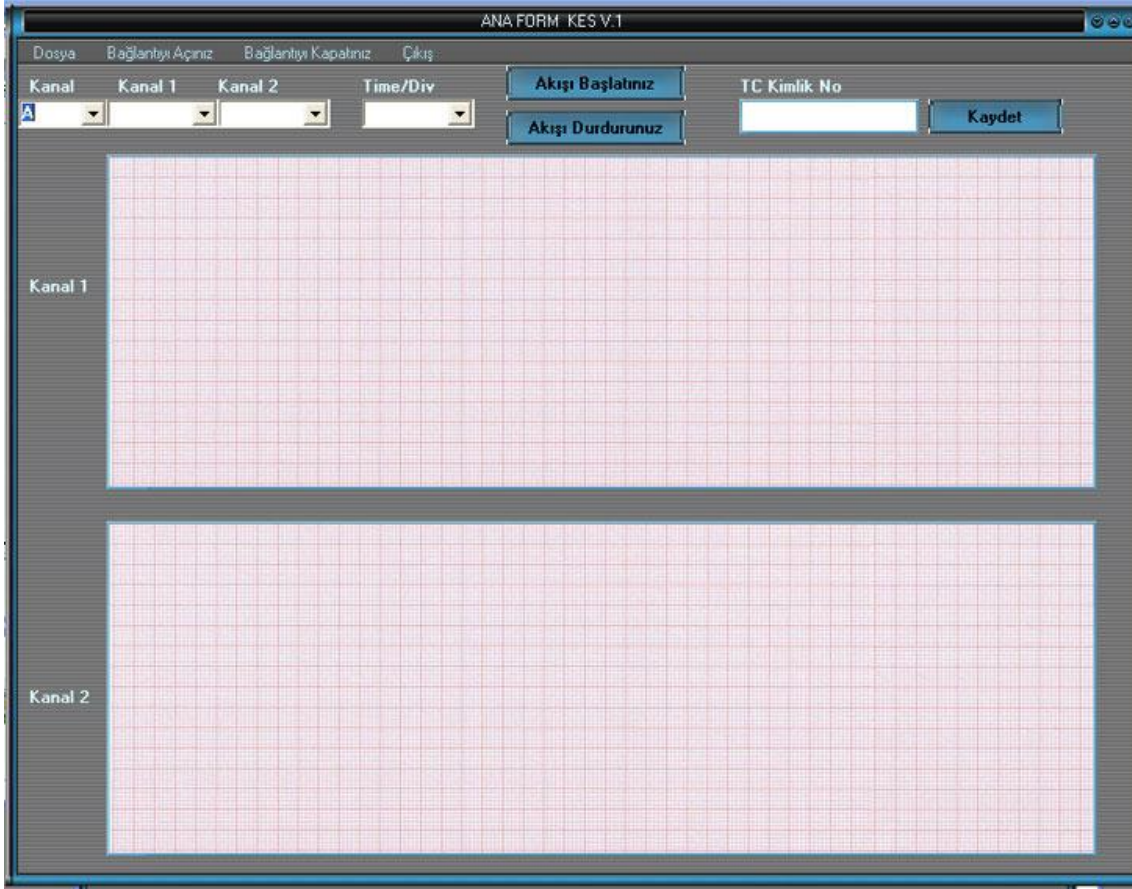 ANA FORM KES V.1
Dosya Bağlantıyı Açınız Bağlantıyı Kapatınız Çıkış
Kanal Kanal 1 Kanal 2 Time/Div Akışı Başlatınız TC Kimlik No
A Akışı Durdurunuz Kaydet
Kanal 1
Kanal 2